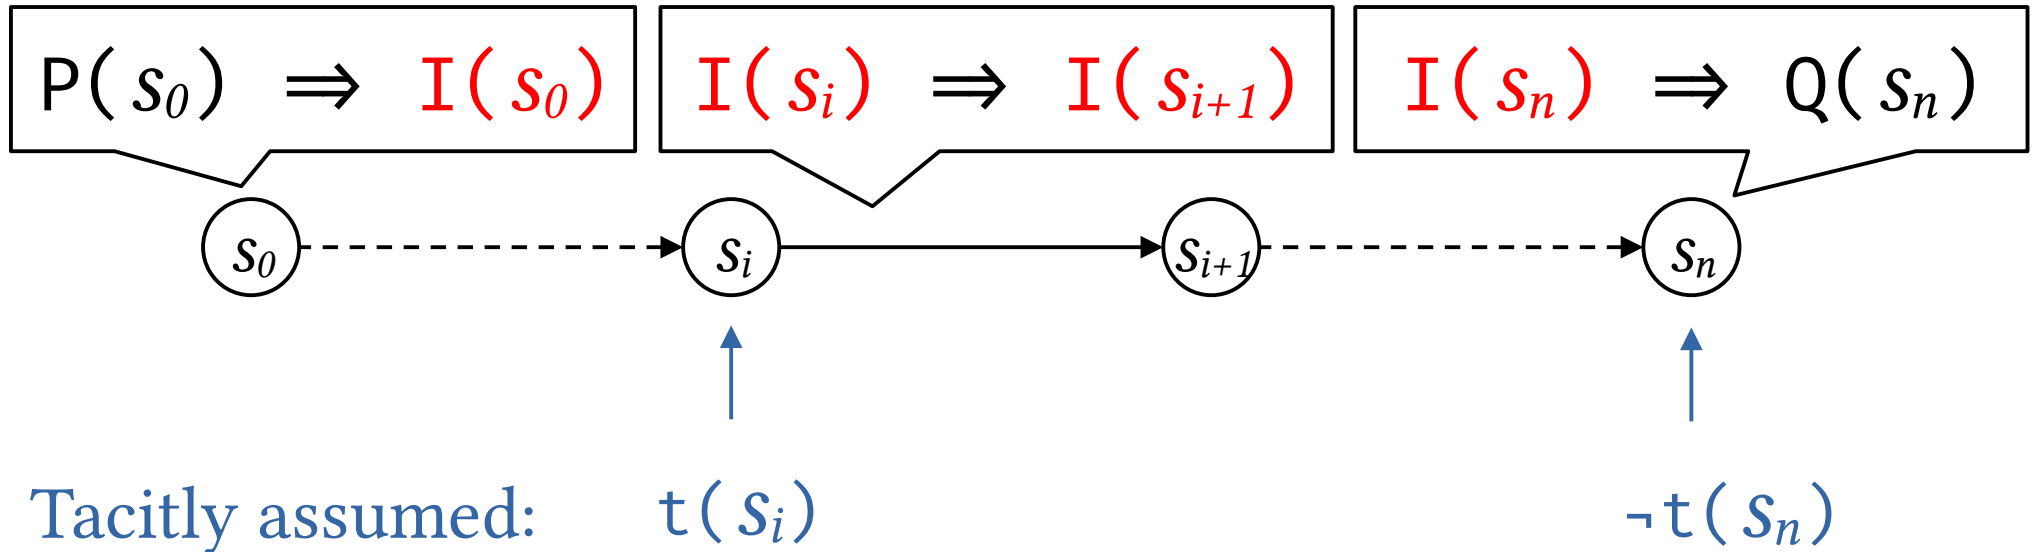 P(s₀) ⇒ I(s₀) I(sᵢ) ⇒ I(sᵢ₊₁) I(sₙ) ⇒ Q(sₙ)
s₀ sᵢ sᵢ₊₁ sₙ
Tacitly assumed: t(sᵢ) ¬t(sₙ)